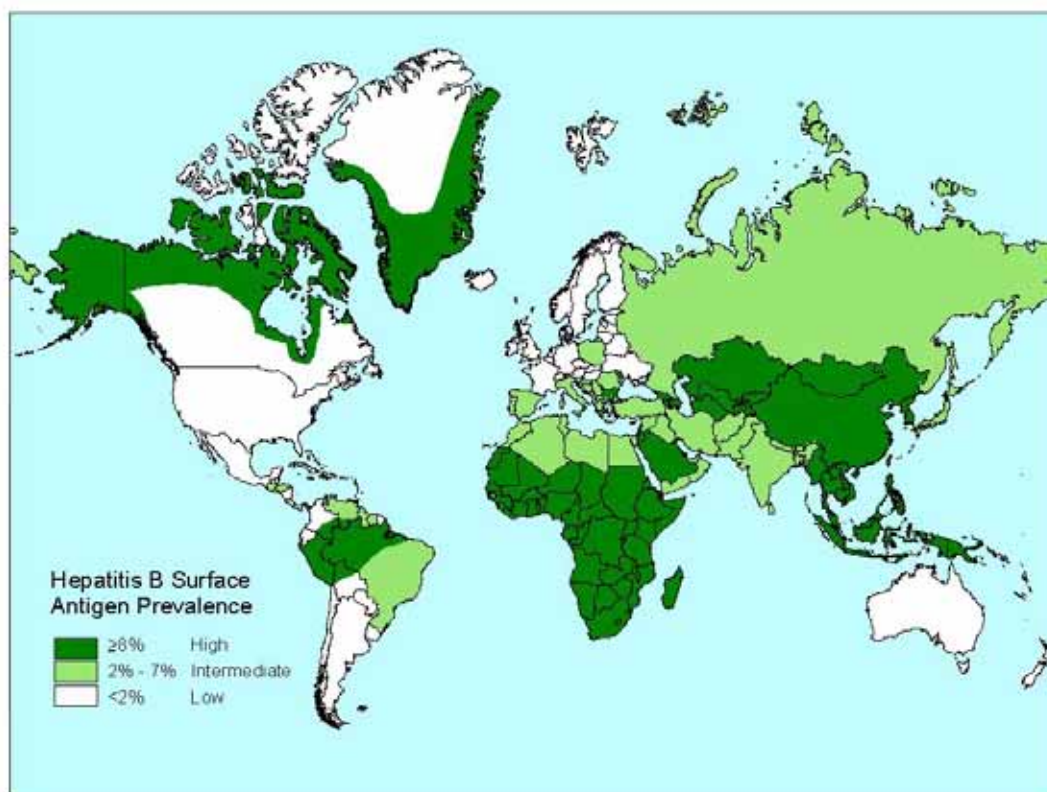 Hepatitis B Surface
Antigen Prevalence
≥8% High
2% - 7% Intermediate
<2% Low